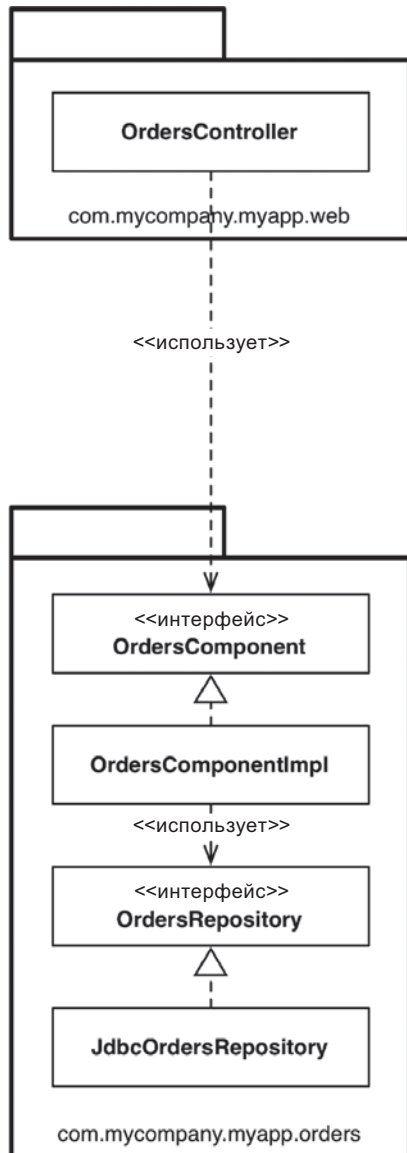 OrdersController
com.mycompany.myapp.web
<<использует>>
<<интерфейс>>
OrdersComponent
OrdersComponentImpl
<<использует>>
<<интерфейс>>
OrdersRepository
JdbcOrdersRepository
com.mycompany.myapp.orders